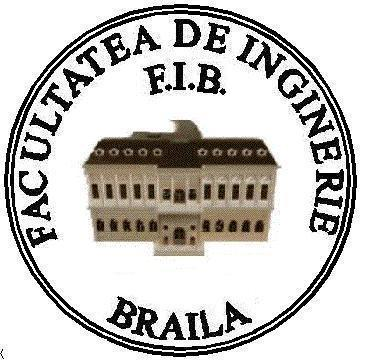 FACULTATEA DE INGINERIE
F.I.B.
BRAILA